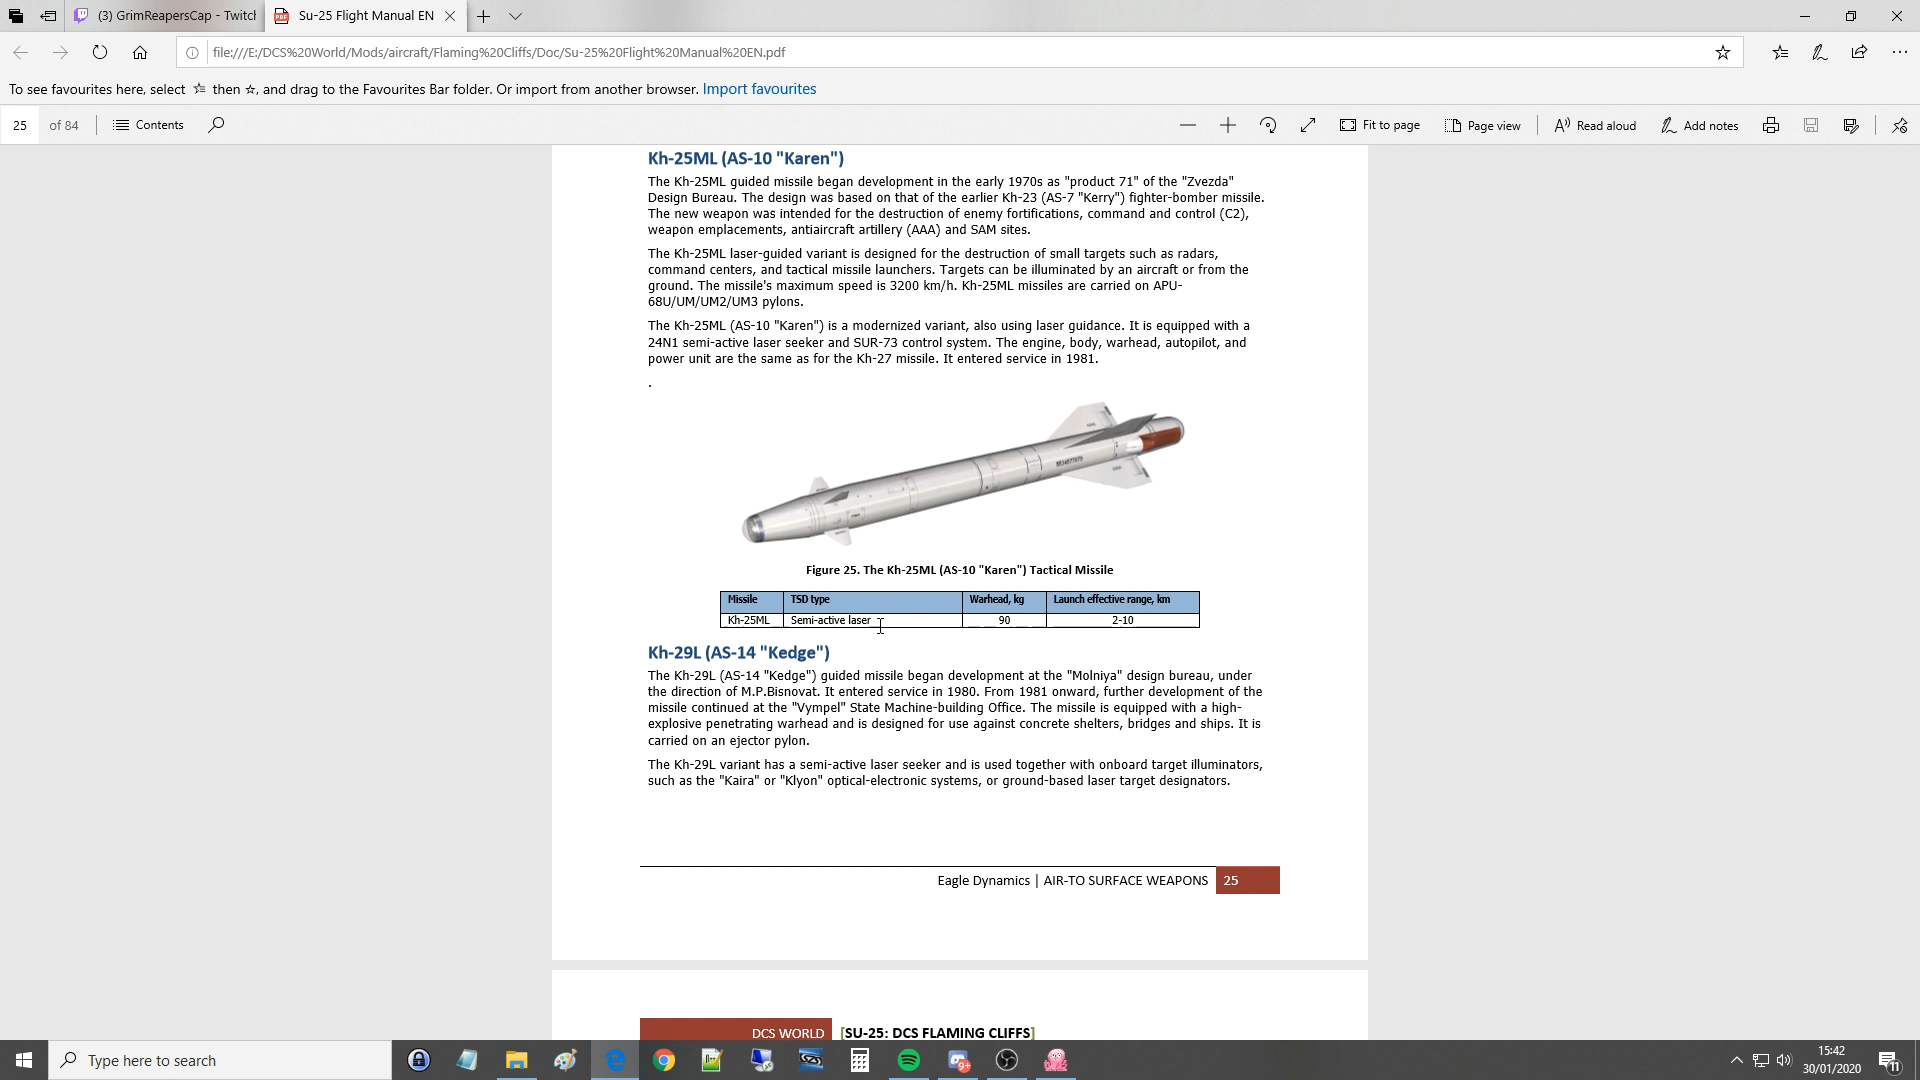 (3) GrimReapersCap - Twitch
Su-25 Flight Manual EN
file:///E:/DCS%20World/Mods/aircraft/Flaming%20Cliffs/Doc/Su-25%20Flight%20Manual%20EN.pdf
To see favourites here, select then ☆, and drag to the Favourites Bar folder. Or import from another browser. Import favourites
25 of 84 Contents Fit to page Page view Read aloud Add notes
Kh-25ML (AS-10 "Karen")
The Kh-25ML guided missile began development in the early 1970s as "product 71" of the "Zvezda"
Design Bureau. The design was based on that of the earlier Kh-23 (AS-7 "Kerry") fighter-bomber missile.
The new weapon was intended for the destruction of enemy fortifications, command and control (C2),
weapon emplacements, antiaircraft artillery (AAA) and SAM sites.
The Kh-25ML laser-guided variant is designed for the destruction of small targets such as radars,
command centers, and tactical missile launchers. Targets can be illuminated by an aircraft or from the
ground. The missile's maximum speed is 3200 km/h. Kh-25ML missiles are carried on APU-
68U/UM/UM2/UM3 pylons.
The Kh-25ML (AS-10 "Karen") is a modernized variant, also using laser guidance. It is equipped with a
24N1 semi-active laser seeker and SUR-73 control system. The engine, body, warhead, autopilot, and
power unit are the same as for the Kh-27 missile. It entered service in 1981.
.
Figure 25. The Kh-25ML (AS-10 "Karen") Tactical Missile
Missile TSD type Warhead, kg Launch effective range, km
Kh-25ML Semi-active laser 90 2-10
Kh-29L (AS-14 "Kedge")
The Kh-29L (AS-14 "Kedge") guided missile began development at the "Molniya" design bureau, under
the direction of M.P.Bisnovat. It entered service in 1980. From 1981 onward, further development of the
missile continued at the "Vympel" State Machine-building Office. The missile is equipped with a high-
explosive penetrating warhead and is designed for use against concrete shelters, bridges and ships. It is
carried on an ejector pylon.
The Kh-29L variant has a semi-active laser seeker and is used together with onboard target illuminators,
such as the "Kaira" or "Klyon" optical-electronic systems, or ground-based laser target designators.
Eagle Dynamics | AIR-TO SURFACE WEAPONS 25
DCS WORLD [SU-25: DCS FLAMING CLIFFS]
Type here to search
15:42
30/01/2020
11